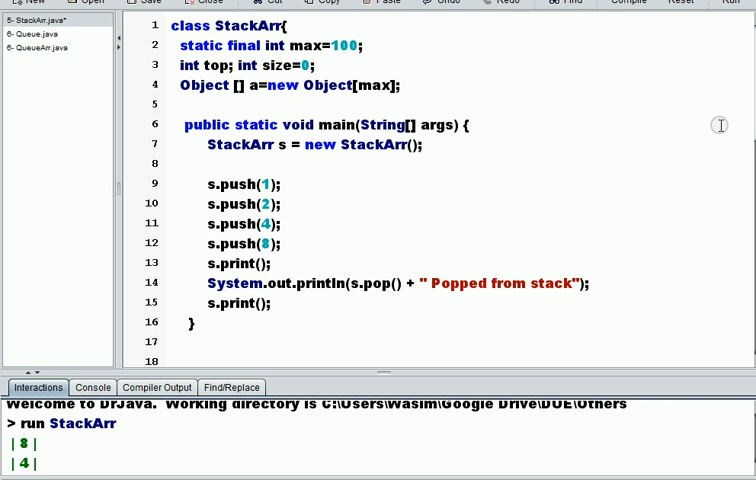 New Open Save Close Cut Copy Paste Undo Redo Find Compile Reset Run
5- StackArr.java*
6- Queue.java
6- QueueArr.java
1 class StackArr{
2 static final int max=100;
3 int top; int size=0;
4 Object [] a=new Object[max];
5
6 public static void main(String[] args) {
7 StackArr s = new StackArr();
8
9 s.push(1);
10 s.push(2);
11 s.push(4);
12 s.push(8);
13 s.print();
14 System.out.println(s.pop() + " Popped from stack");
15 s.print();
16 }
17
18
Interactions Console Compiler Output Find/Replace
Welcome to DrJava. Working directory is C:\Users\Wasim\Google Drive\DUE\Others
> run StackArr
| 8 |
| 4 |